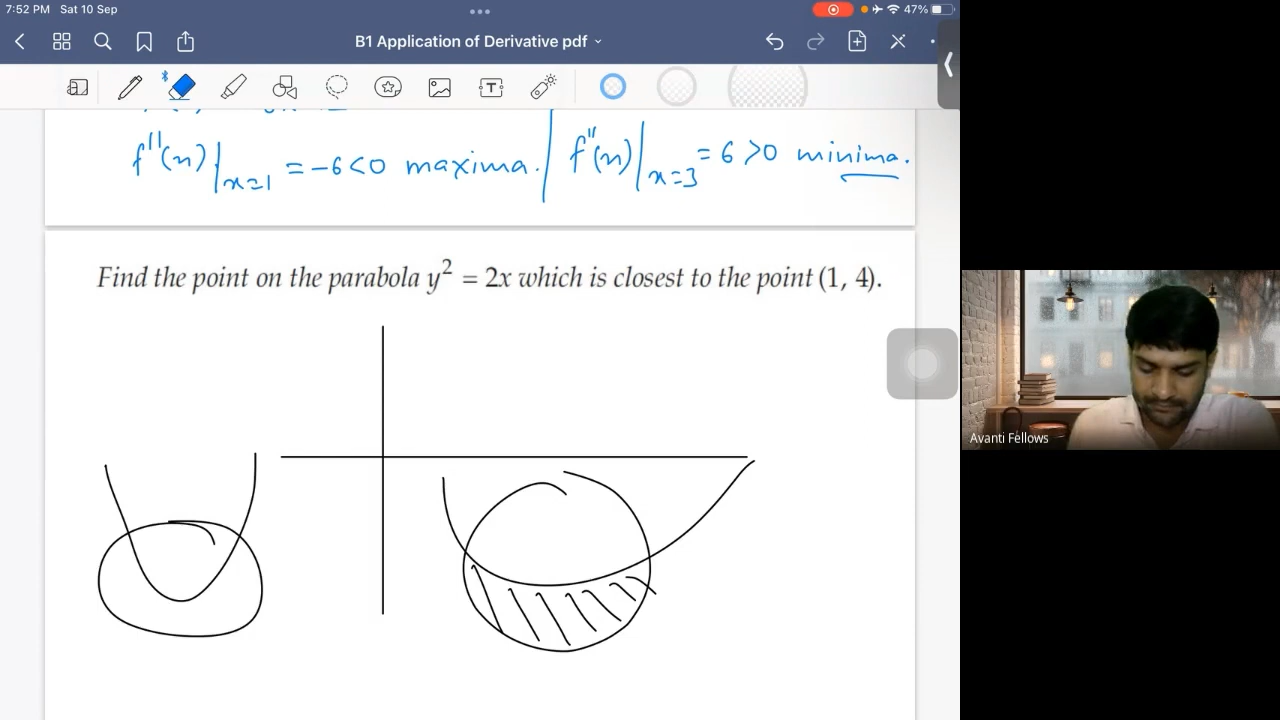 7:52 PM Sat 10 Sep
47%
B1 Application of Derivative pdf
T
f''(x)|x=1 = -6 < 0 maxima. | f''(x)|x=3 = 6 > 0 minima.
Find the point on the parabola y² = 2x which is closest to the point (1, 4).
Avanti Fellows